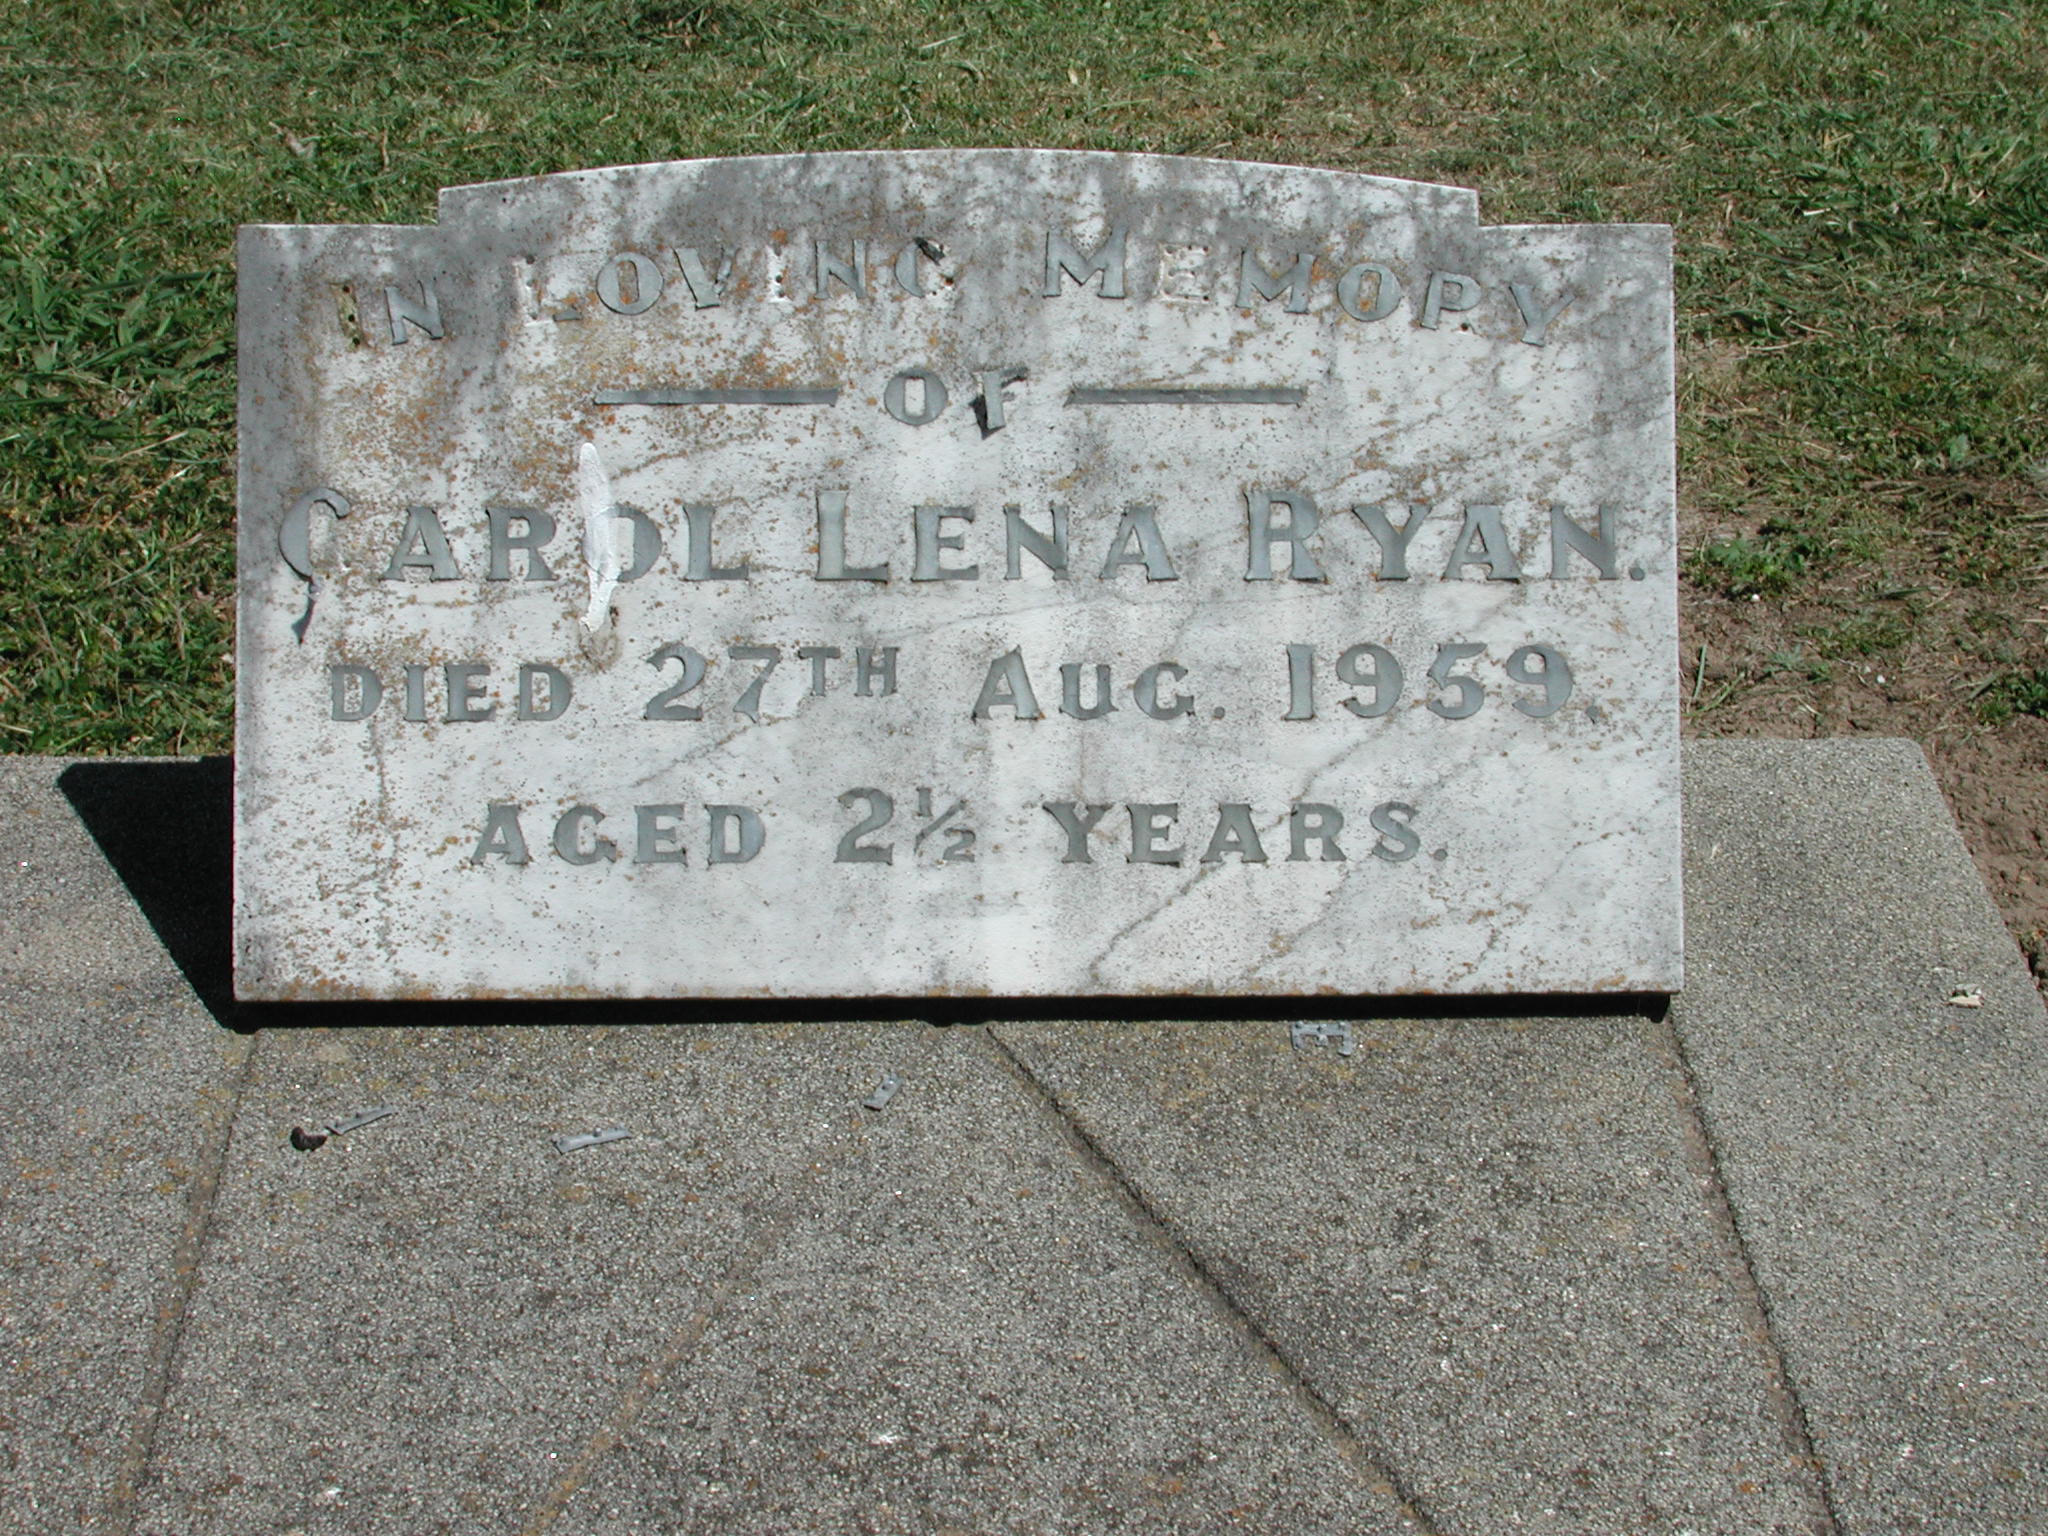 IN LOVING MEMORY
OF
CAROL LENA RYAN.
DIED 27TH AUG. 1959.
AGED 2½ YEARS.